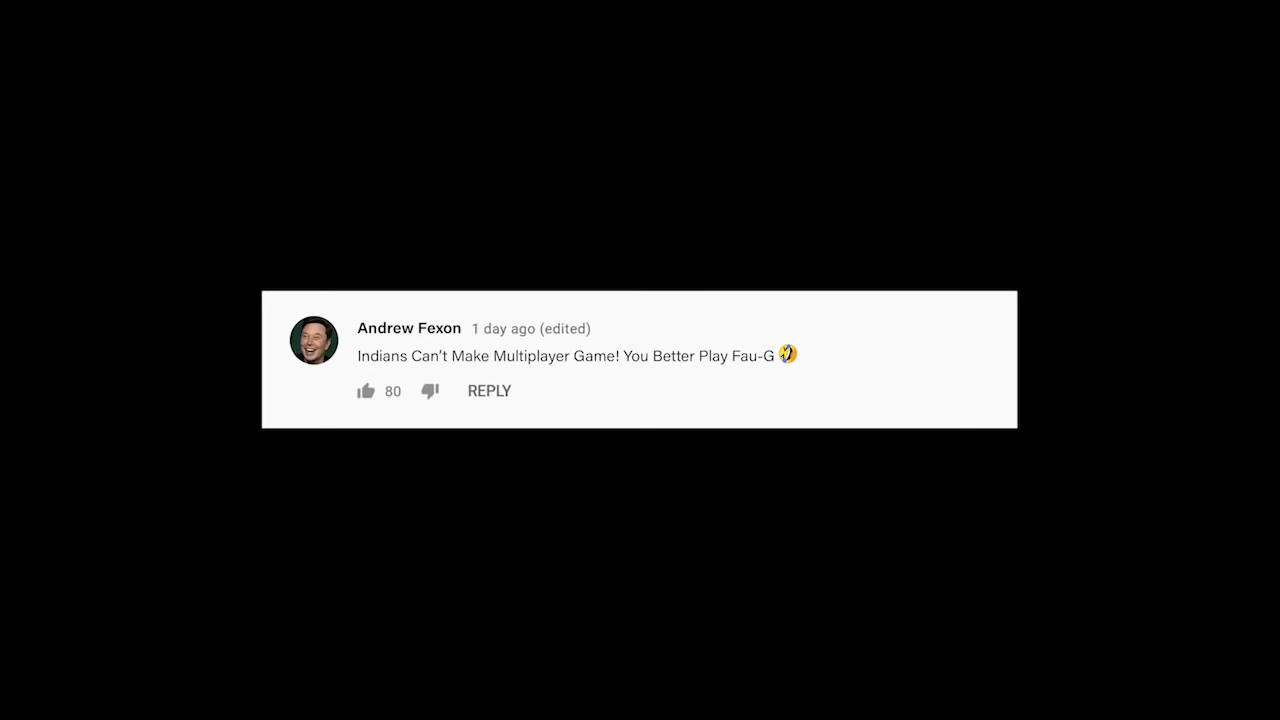 Andrew Fexon 1 day ago (edited)
Indians Can't Make Multiplayer Game! You Better Play Fau-G 🤣
80 REPLY